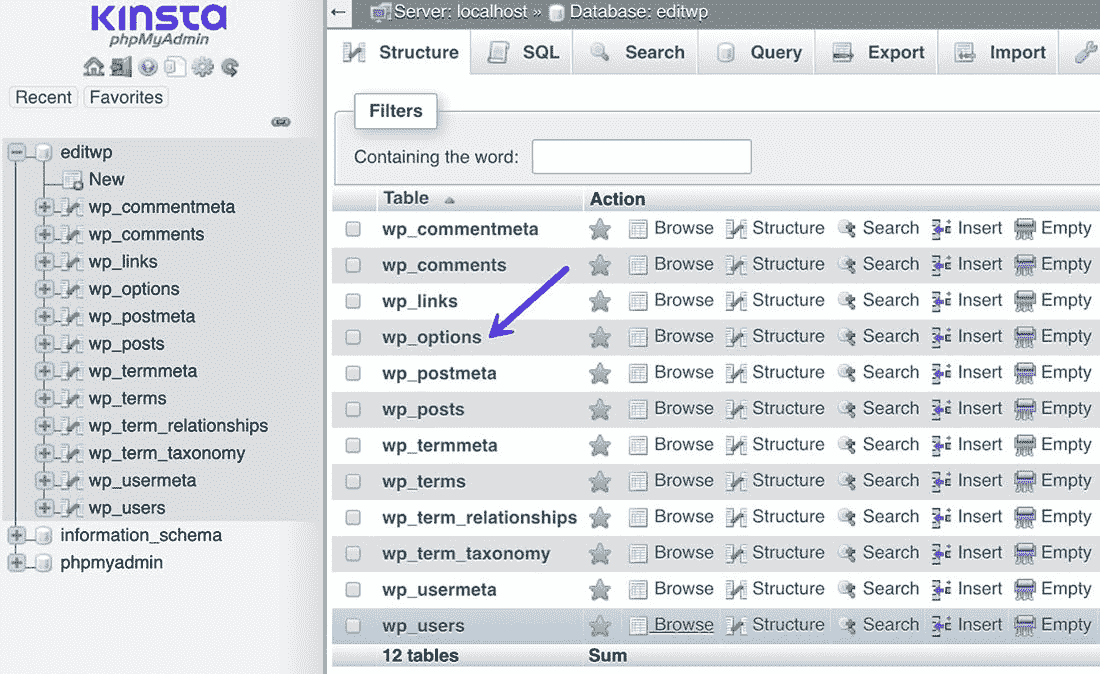 KINSTA
phpMyAdmin
Recent Favorites
editwp
New
wp_commentmeta
wp_comments
wp_links
wp_options
wp_postmeta
wp_posts
wp_termmeta
wp_terms
wp_term_relationships
wp_term_taxonomy
wp_usermeta
wp_users
information_schema
phpmyadmin
Server: localhost » Database: editwp
Structure SQL Search Query Export Import
Filters
Containing the word:
Table Action
wp_commentmeta Browse Structure Search Insert Empty
wp_comments Browse Structure Search Insert Empty
wp_links Browse Structure Search Insert Empty
wp_options Browse Structure Search Insert Empty
wp_postmeta Browse Structure Search Insert Empty
wp_posts Browse Structure Search Insert Empty
wp_termmeta Browse Structure Search Insert Empty
wp_terms Browse Structure Search Insert Empty
wp_term_relationships Browse Structure Search Insert Empty
wp_term_taxonomy Browse Structure Search Insert Empty
wp_usermeta Browse Structure Search Insert Empty
wp_users Browse Structure Search Insert Empty
12 tables Sum